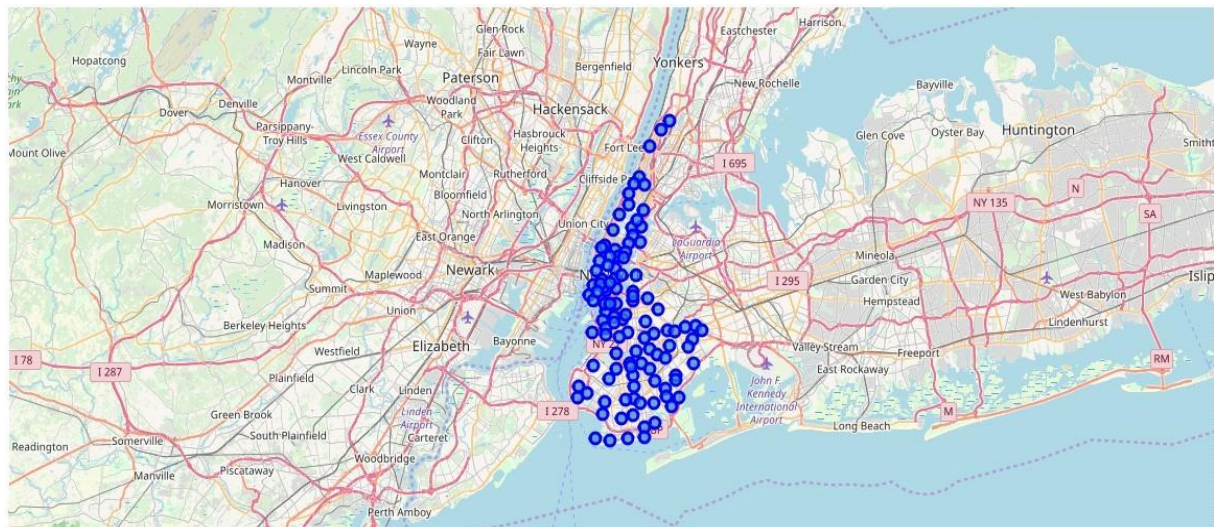 Hopatcong
Glen Rock
Wayne
Fair Lawn
Lincoln Park
Montville
Paterson
Bergenfield
Yonkers
Eastchester
Harrison
New Rochelle
Bayville
Denville
Dover
Woodland
Park
Hackensack
Glen Cove
Oyster Bay
Huntington
Parsippany-
Troy Hills
Essex County
Airport
Clifton
Hasbrouck
Heights
Fort Lee
Mount Olive
West Caldwell
Montclair
Rutherford
Cliffside
I 695
Hanover
Bloomfield
N
Morristown
Livingston
North Arlington
Union City
NY 135
SA
Madison
East Orange
LaGuardia
Airport
Maplewood
Newark
Mineola
Summit
I 295
Garden City
Union
Hempstead
West Babylon
Islip
Berkeley Heights
Lindenhurst
Elizabeth
Bayonne
Valley Stream
Freeport
I 78
I 287
Westfield
East Rockaway
RM
Plainfield
Clark
Linden
John F.
Kennedy
International
Airport
Green Brook
Linden
Airport
I 278
M
Long Beach
Readington
Somerville
South Plainfield
Carteret
Manville
Piscataway
Woodbridge
Perth Amboy